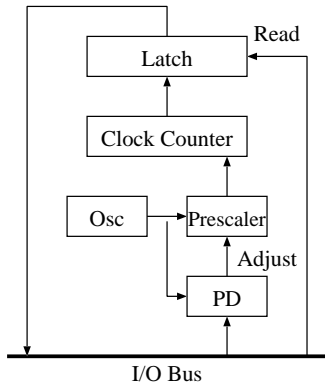 Read
Latch
Clock Counter
Osc
Prescaler
Adjust
PD
I/O Bus